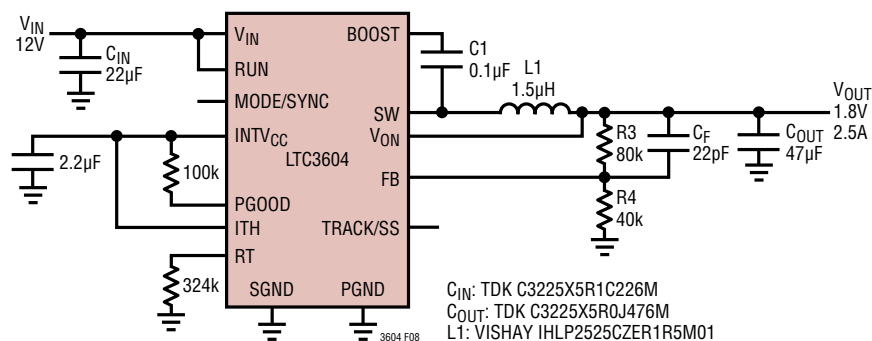 VIN
12V
CIN
22µF
VIN
RUN
MODE/SYNC
INTVCC
2.2µF
100k
PGOOD
ITH
RT
324k
LTC3604
SGND
PGND
BOOST
SW
VON
FB
TRACK/SS
C1
0.1µF
L1
1.5µH
R3
80k
CF
22pF
COUT
47µF
R4
40k
VOUT
1.8V
2.5A
3604 F08
CIN: TDK C3225X5R1C226M
COUT: TDK C3225X5R0J476M
L1: VISHAY IHLP2525CZER1R5M01